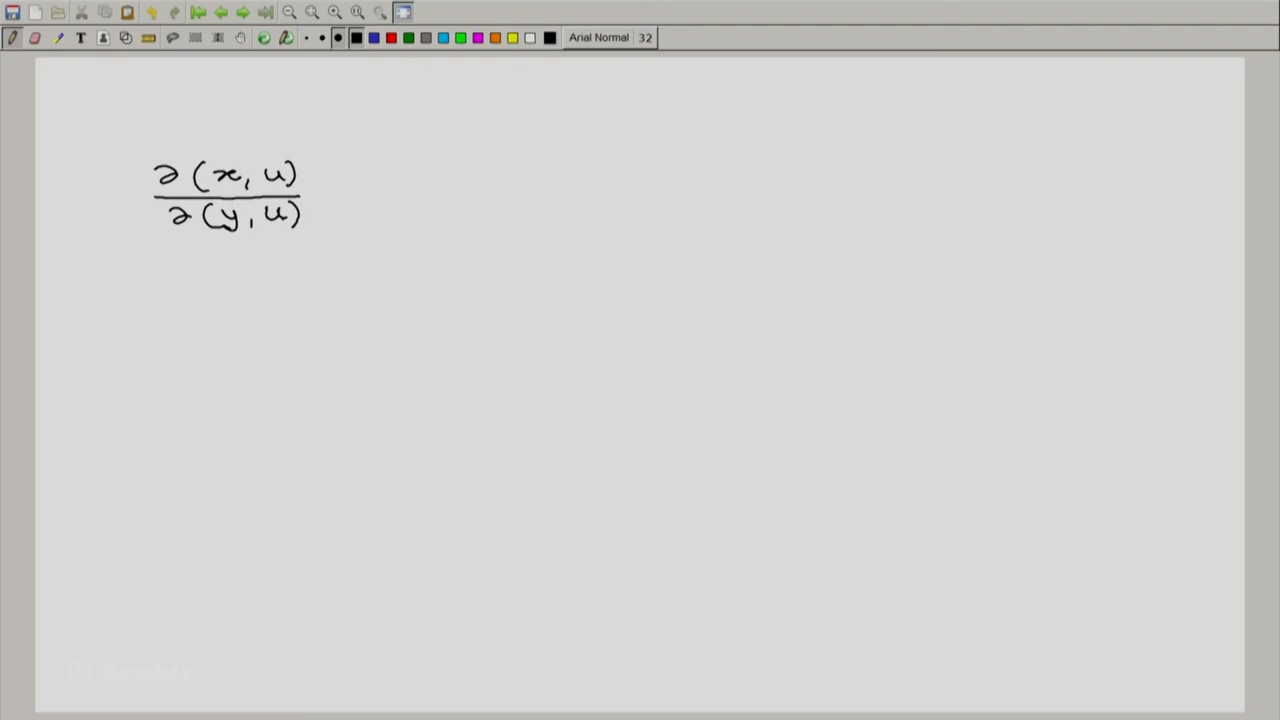 Arial Normal 32
∂ (x, u)
∂ (y, u)